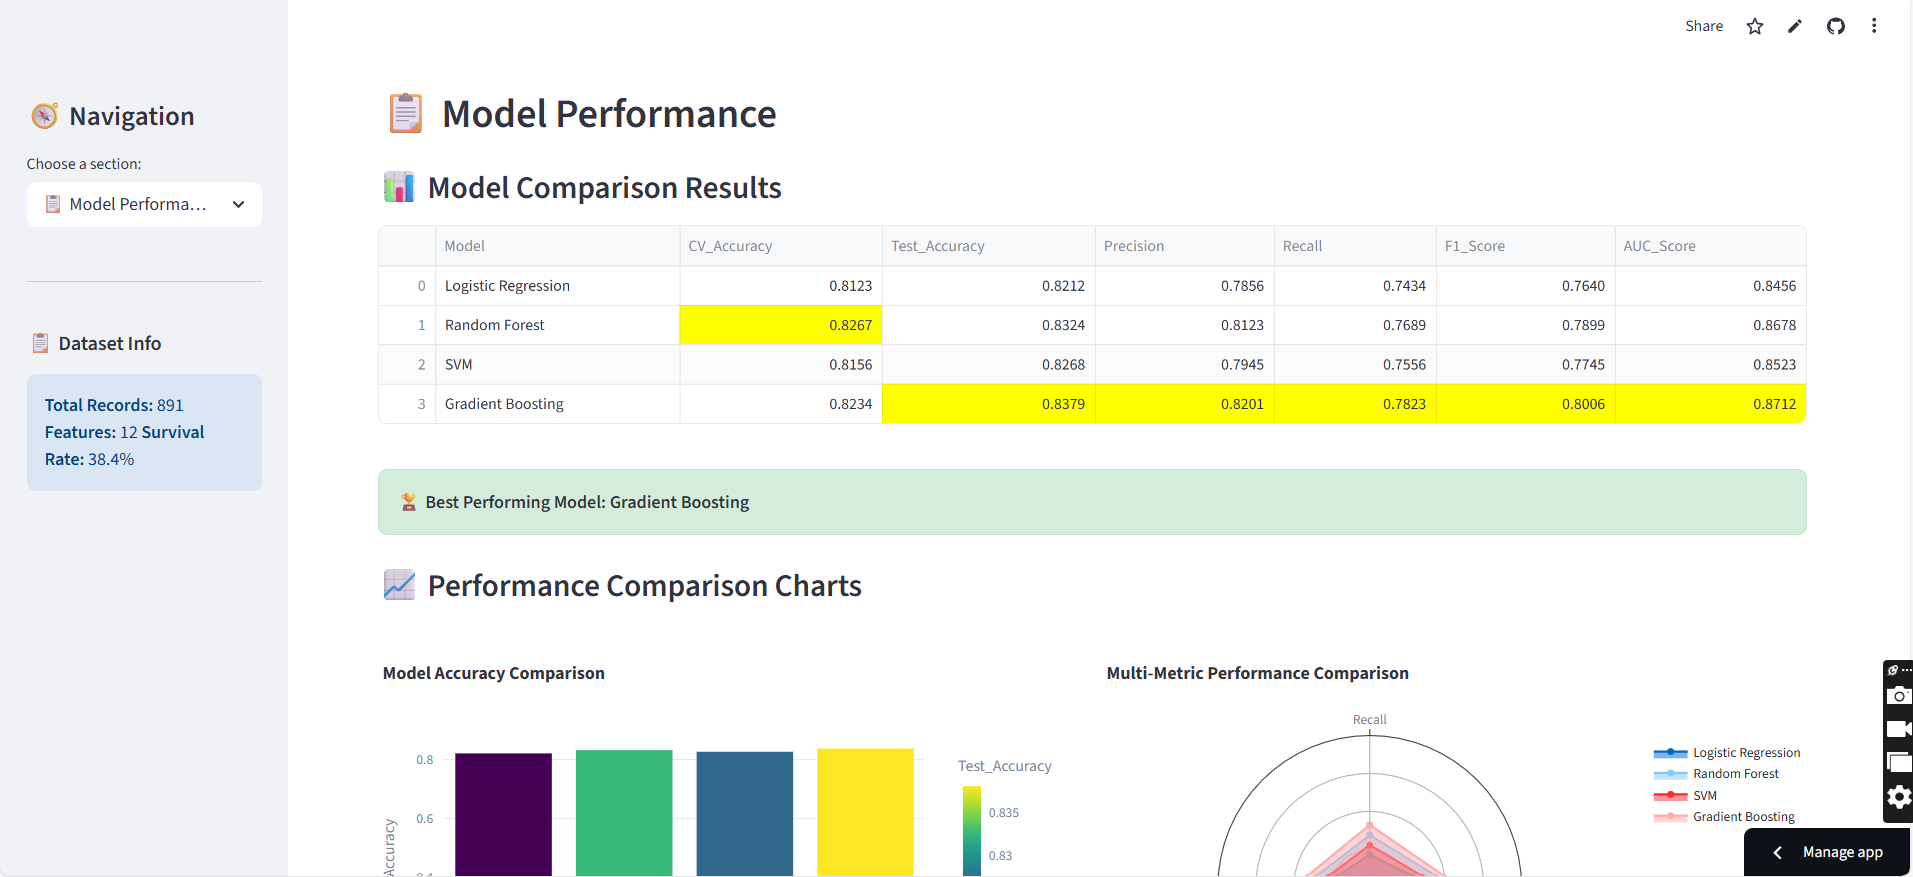 Share
Navigation
Choose a section:
Model Performa...
Dataset Info
Total Records: 891
Features: 12 Survival
Rate: 38.4%
Model Performance
Model Comparison Results
Model CV_Accuracy Test_Accuracy Precision Recall F1_Score AUC_Score
0 Logistic Regression 0.8123 0.8212 0.7856 0.7434 0.7640 0.8456
1 Random Forest 0.8267 0.8324 0.8123 0.7689 0.7899 0.8678
2 SVM 0.8156 0.8268 0.7945 0.7556 0.7745 0.8523
3 Gradient Boosting 0.8234 0.8379 0.8201 0.7823 0.8006 0.8712
Best Performing Model: Gradient Boosting
Performance Comparison Charts
Model Accuracy Comparison
0.8
0.6
Accuracy
Test_Accuracy
0.835
0.83
Multi-Metric Performance Comparison
Recall
Logistic Regression
Random Forest
SVM
Gradient Boosting
Manage app